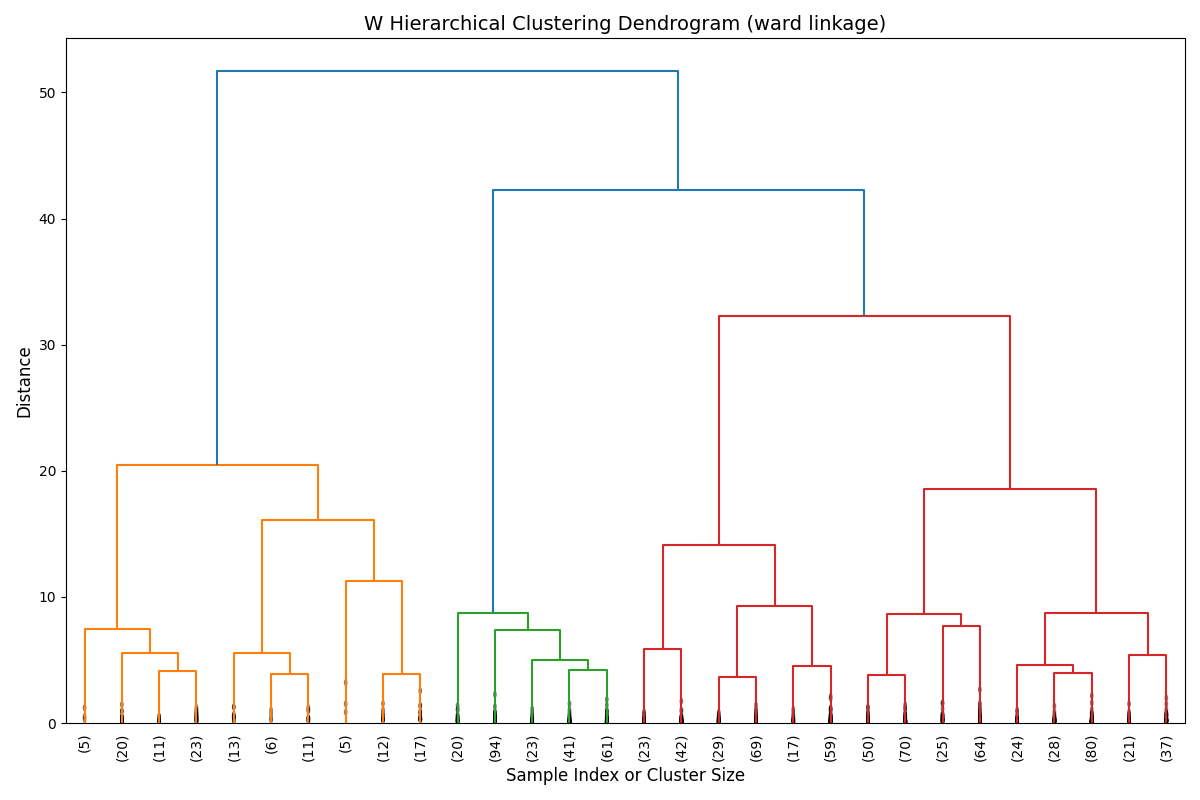 W Hierarchical Clustering Dendrogram (ward linkage)
50
40
30
20
10
0
Distance
(5) (20) (11) (23) (13) (6) (11) (5) (12) (17) (20) (94) (23) (41) (61) (23) (42) (29) (69) (17) (59) (50) (70) (25) (64) (24) (28) (80) (21) (37)
Sample Index or Cluster Size